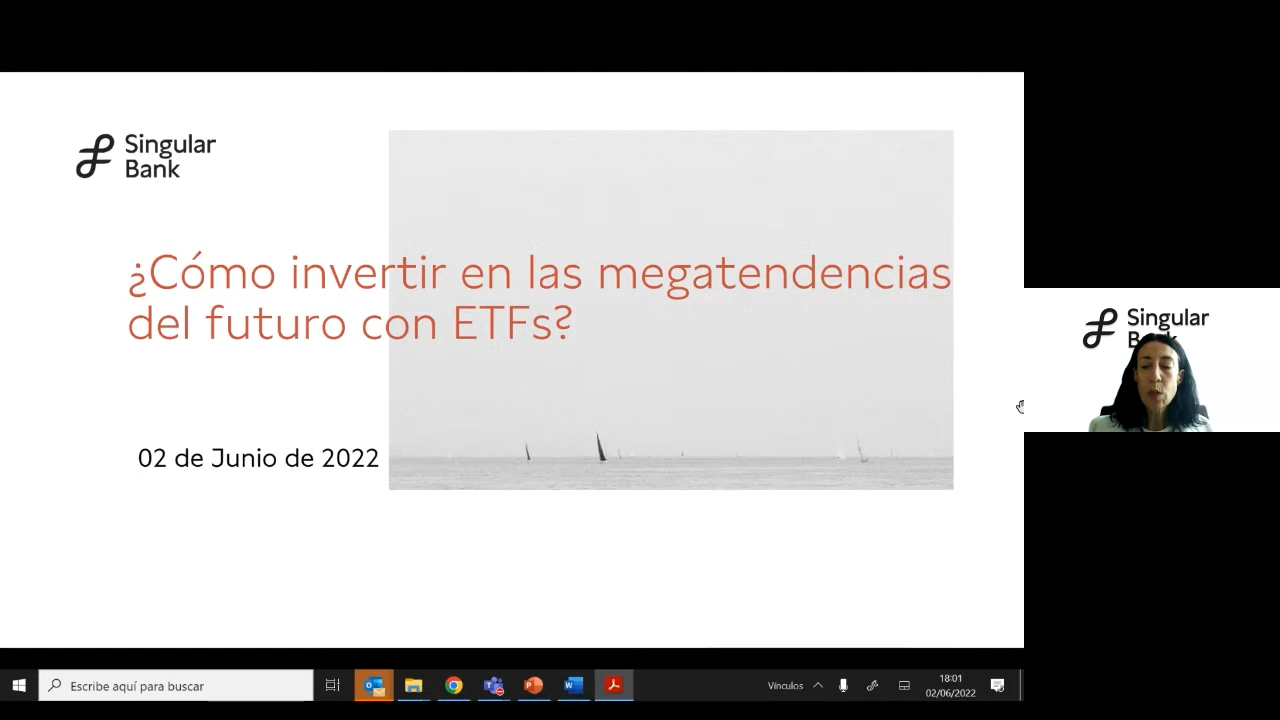 Singular
Bank
¿Cómo invertir en las megatendencias
del futuro con ETFs?
02 de Junio de 2022
Singular
Escribe aquí para buscar
Vínculos
18:01
02/06/2022